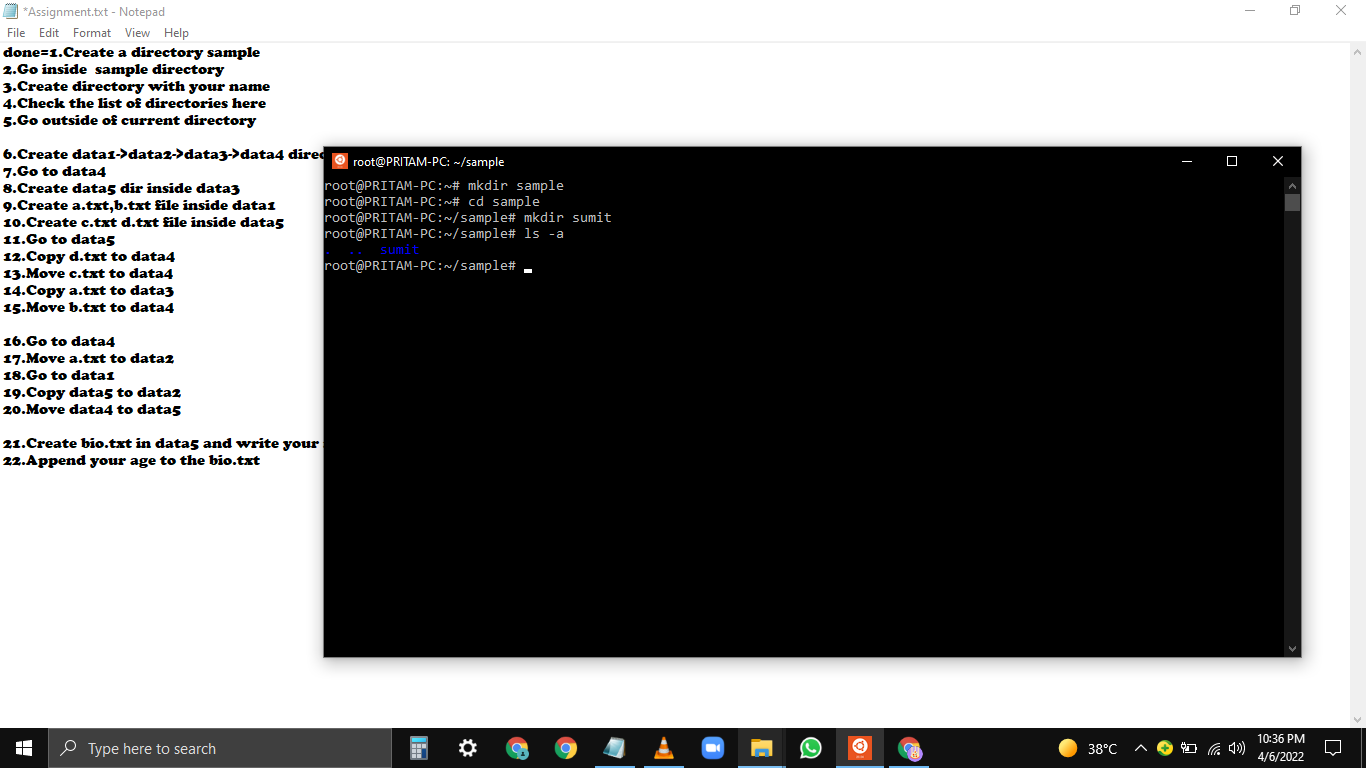 *Assignment.txt - Notepad
File Edit Format View Help
done=1.Create a directory sample
2.Go inside  sample directory
3.Create directory with your name
4.Check the list of directories here
5.Go outside of current directory
6.Create data1->data2->data3->data4 direc
7.Go to data4
8.Create data5 dir inside data3
9.Create a.txt,b.txt file inside data1
10.Create c.txt d.txt file inside data5
11.Go to data5
12.Copy d.txt to data4
13.Move c.txt to data4
14.Copy a.txt to data3
15.Move b.txt to data4
16.Go to data4
17.Move a.txt to data2
18.Go to data1
19.Copy data5 to data2
20.Move data4 to data5
21.Create bio.txt in data5 and write your
22.Append your age to the bio.txt
root@PRITAM-PC: ~/sample
root@PRITAM-PC:~# mkdir sample
root@PRITAM-PC:~# cd sample
root@PRITAM-PC:~/sample# mkdir sumit
root@PRITAM-PC:~/sample# ls -a
.  ..  sumit
root@PRITAM-PC:~/sample#
Type here to search
38°C
10:36 PM
4/6/2022